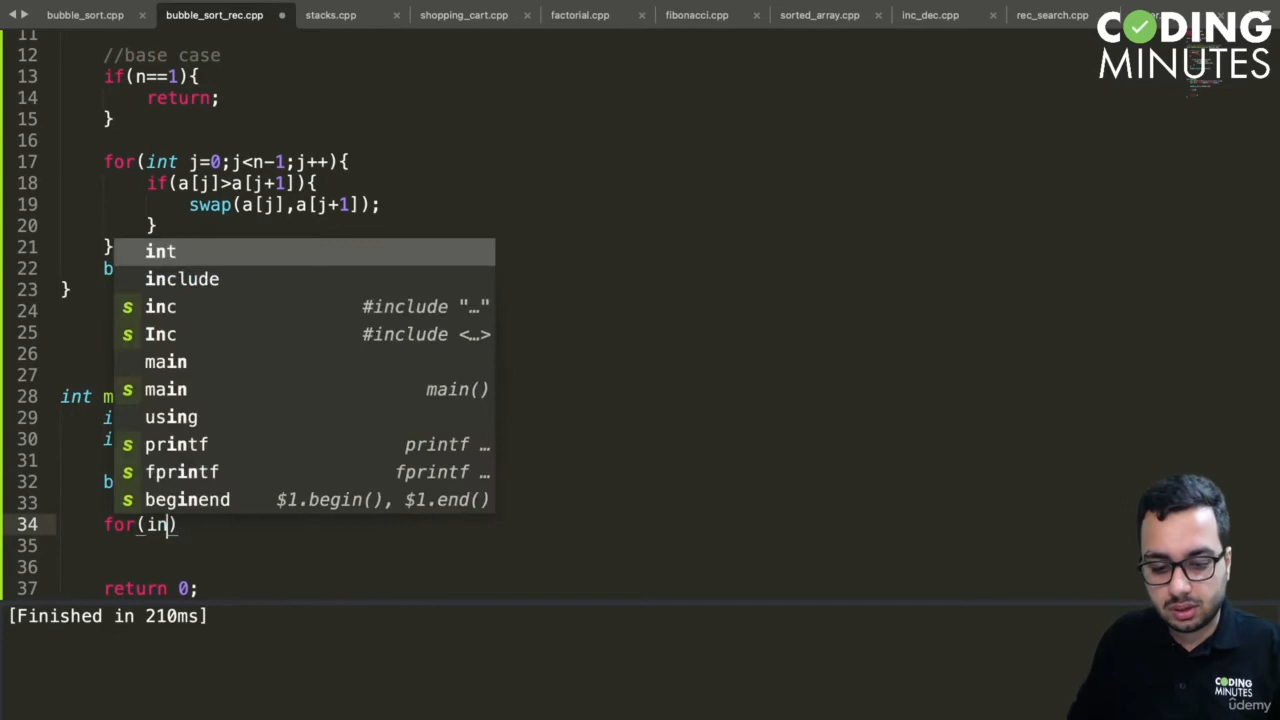 bubble_sort.cpp
bubble_sort_rec.cpp
stacks.cpp
shopping_cart.cpp
factorial.cpp
fibonacci.cpp
sorted_array.cpp
inc_dec.cpp
rec_search.cpp
CODING
MINUTES
11
12 //base case
13 if(n==1){
14 return;
15 }
16
17 for(int j=0;j<n-1;j++){
18 if(a[j]>a[j+1]){
19 swap(a[j],a[j+1]);
20 }
21 }
22 b
23 }
24
25
26
27
28 int m
29 i
30 i
31
32 b
33
34 for(in)
35
36
37 return 0;
int
include
s inc #include "…"
s Inc #include <…>
main
s main main()
using
s printf printf …
s fprintf fprintf …
s beginend $1.begin(), $1.end()
[Finished in 210ms]
CODING
MINUTES
ûdemy